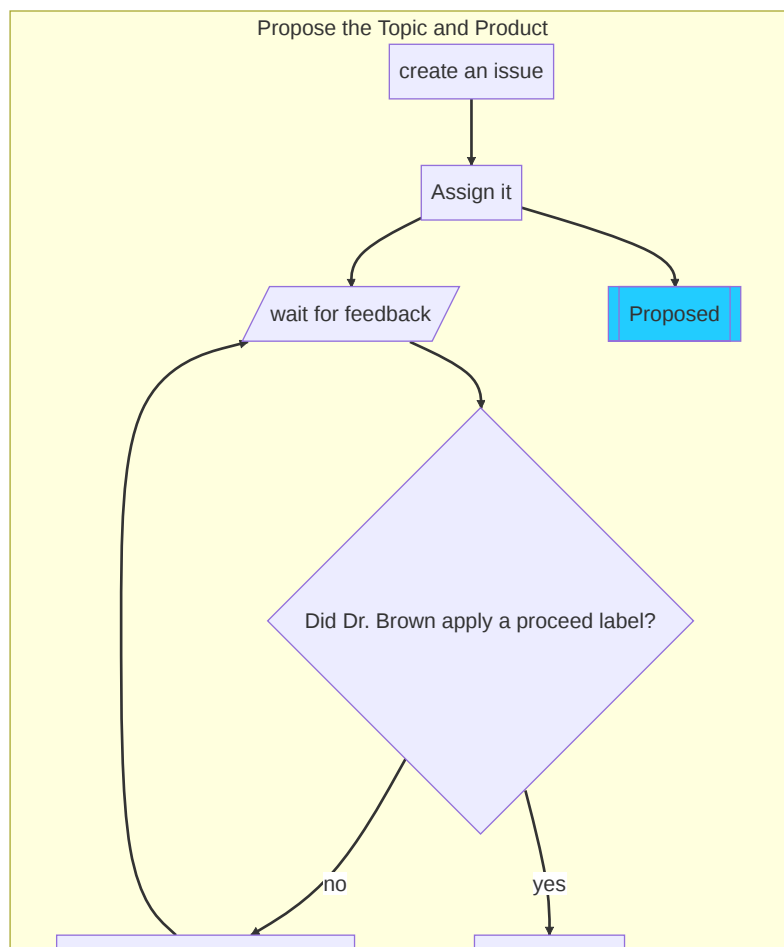 Propose the Topic and Product
create an issue
Assign it
wait for feedback
Proposed
Did Dr. Brown apply a proceed label?
no
yes